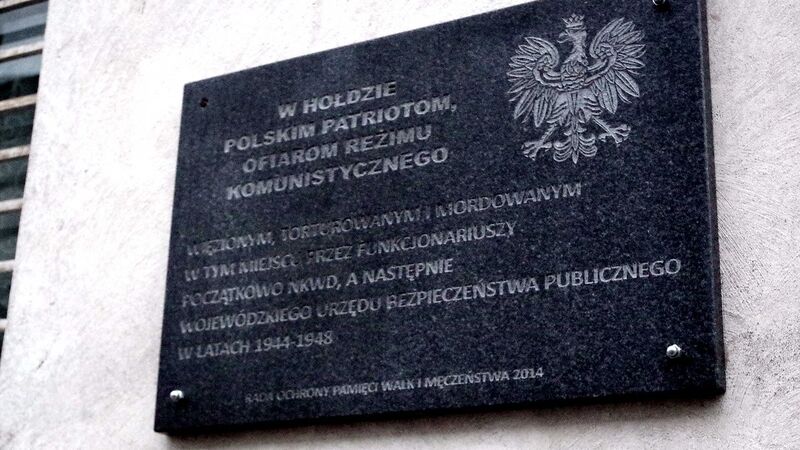 W HOŁDZIE
POLSKIM PATRIOTOM,
OFIAROM REŻIMU
KOMUNISTYCZNEGO
WIĘZIONYM, TORTUROWANYM I MORDOWANYM
W TYM MIEJSCU PRZEZ FUNKCJONARIUSZY
POCZĄTKOWO NKWD, A NASTĘPNIE
WOJEWÓDZKIEGO URZĘDU BEZPIECZEŃSTWA PUBLICZNEGO
W LATACH 1944-1948
RADA OCHRONY PAMIĘCI WALK I MĘCZEŃSTWA 2014